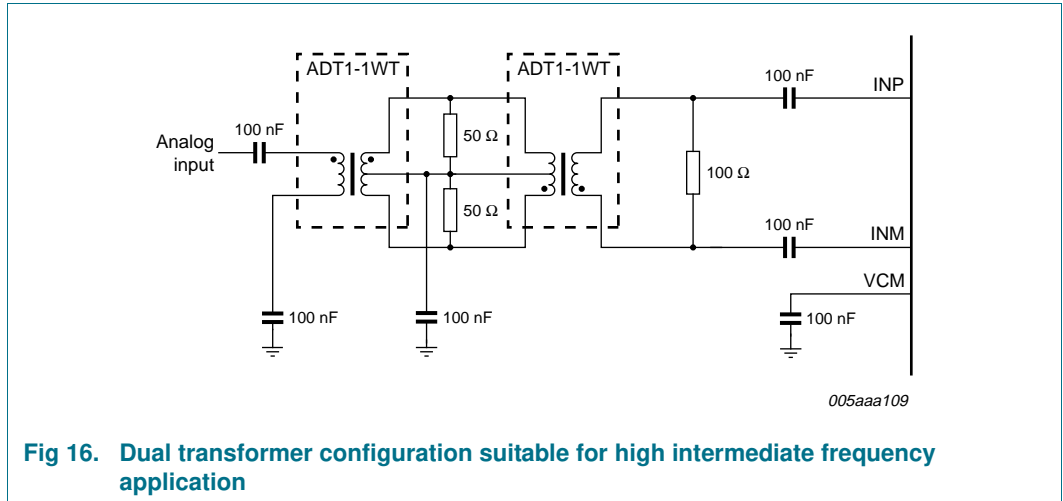 ADT1-1WT
ADT1-1WT
100 nF
INP
Analog
input
100 nF
50 Ω
100 Ω
50 Ω
100 nF
INM
VCM
100 nF
100 nF
100 nF
005aaa109
Fig 16. Dual transformer configuration suitable for high intermediate frequency
application